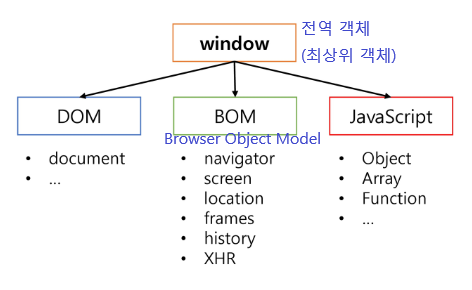 window
전역 객체
(최상위 객체)
DOM
BOM
JavaScript
Browser Object Model
• document
• ...
• navigator
• screen
• location
• frames
• history
• XHR
• Object
• Array
• Function
• ...